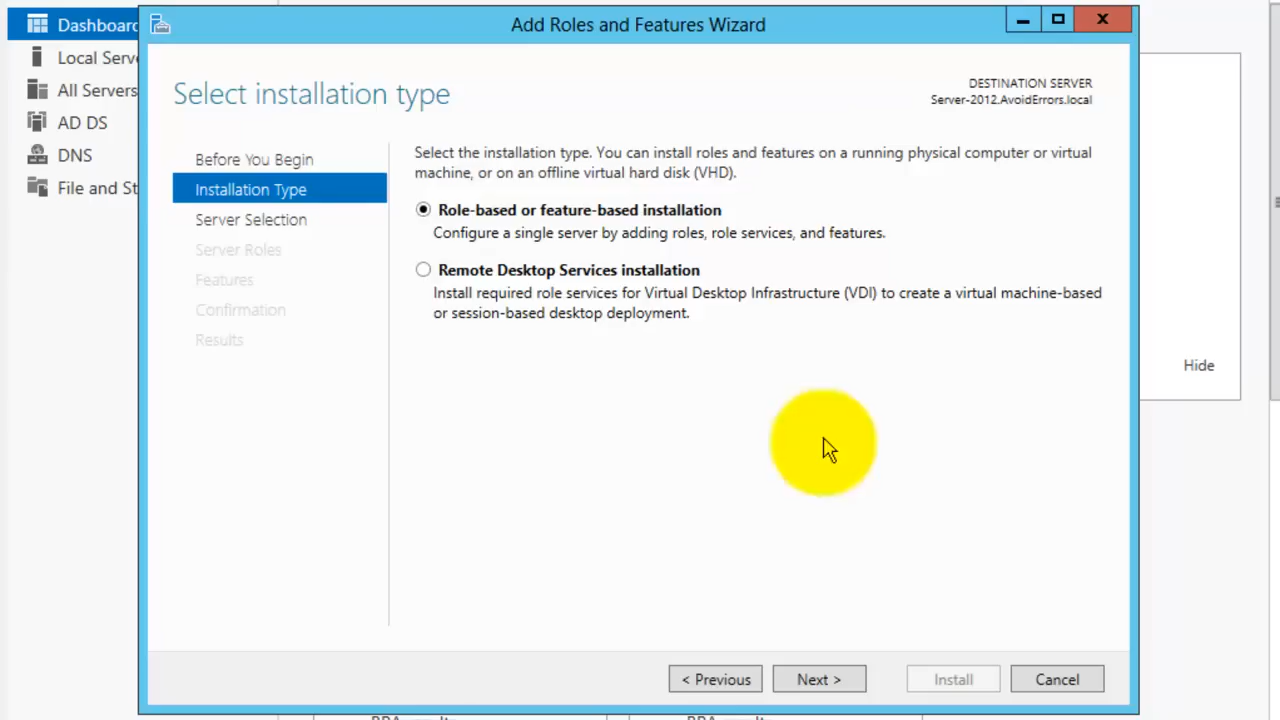 Add Roles and Features Wizard
Dashboard
Local Serve
All Servers
AD DS
DNS
File and St
Select installation type
DESTINATION SERVER
Server-2012.AvoidErrors.local
Before You Begin
Installation Type
Server Selection
Server Roles
Features
Confirmation
Results
Select the installation type. You can install roles and features on a running physical computer or virtual
machine, or on an offline virtual hard disk (VHD).
Role-based or feature-based installation
Configure a single server by adding roles, role services, and features.
Remote Desktop Services installation
Install required role services for Virtual Desktop Infrastructure (VDI) to create a virtual machine-based
or session-based desktop deployment.
Hide
< Previous
Next >
Install
Cancel
BPA results
BPA results